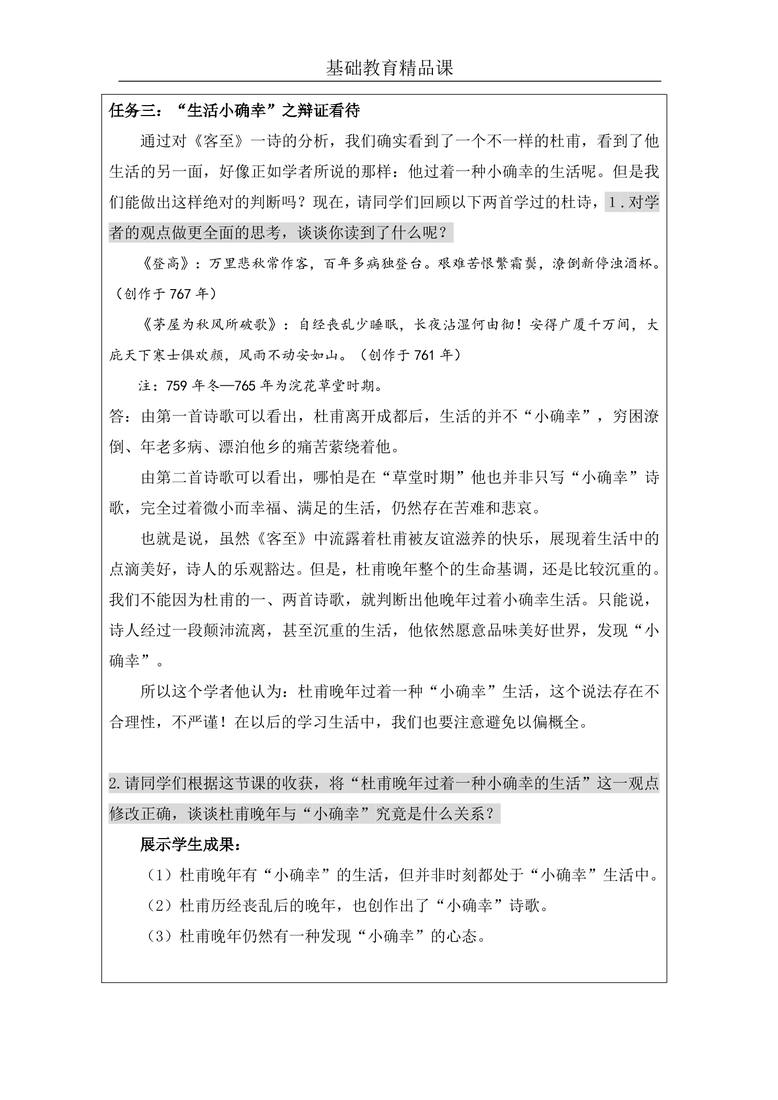 基础教育精品课
任务三：“生活小确幸”之辩证看待
通过对《客至》一诗的分析，我们确实看到了一个不一样的杜甫，看到了他
生活的另一面，好像正如学者所说的那样：他过着一种小确幸的生活呢。但是我
们能做出这样绝对的判断吗？现在，请同学们回顾以下两首学过的杜诗，1.对学
者的观点做更全面的思考，谈谈你读到了什么呢？
《登高》：万里悲秋常作客，百年多病独登台。艰难苦恨繁霜鬓，潦倒新停浊酒杯。
（创作于 767 年）
《茅屋为秋风所破歌》：自经丧乱少睡眠，长夜沾湿何由彻！安得广厦千万间，大
庇天下寒士俱欢颜，风雨不动安如山。（创作于 761 年）
注：759 年冬—765 年为浣花草堂时期。
答：由第一首诗歌可以看出，杜甫离开成都后，生活的并不“小确幸”，穷困潦
倒、年老多病、漂泊他乡的痛苦萦绕着他。
由第二首诗歌可以看出，哪怕是在“草堂时期”他也并非只写“小确幸”诗
歌，完全过着微小而幸福、满足的生活，仍然存在苦难和悲哀。
也就是说，虽然《客至》中流露着杜甫被友谊滋养的快乐，展现着生活中的
点滴美好，诗人的乐观豁达。但是，杜甫晚年整个的生命基调，还是比较沉重的。
我们不能因为杜甫的一、两首诗歌，就判断出他晚年过着小确幸生活。只能说，
诗人经过一段颠沛流离，甚至沉重的生活，他依然愿意品味美好世界，发现“小
确幸”。
所以这个学者他认为：杜甫晚年过着一种“小确幸”生活，这个说法存在不
合理性，不严谨！在以后的学习生活中，我们也要注意避免以偏概全。
2.请同学们根据这节课的收获，将“杜甫晚年过着一种小确幸的生活”这一观点
修改正确，谈谈杜甫晚年与“小确幸”究竟是什么关系？
展示学生成果：
（1）杜甫晚年有“小确幸”的生活，但并非时刻都处于“小确幸”生活中。
（2）杜甫历经丧乱后的晚年，也创作出了“小确幸”诗歌。
（3）杜甫晚年仍然有一种发现“小确幸”的心态。